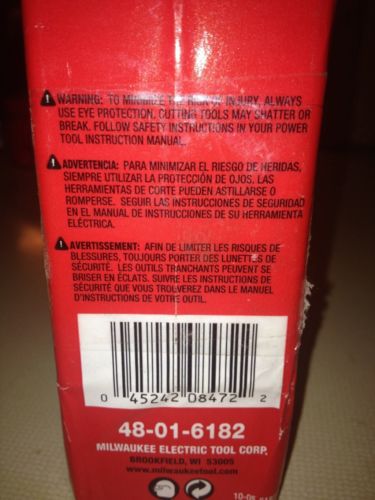 WARNING: TO MINIMIZE THE RISK OF INJURY, ALWAYS
USE EYE PROTECTION. CUTTING TOOLS MAY SHATTER OR
BREAK. FOLLOW SAFETY INSTRUCTIONS IN YOUR POWER
TOOL INSTRUCTION MANUAL.
ADVERTENCIA: PARA MINIMIZAR EL RIESGO DE HERIDAS,
SIEMPRE UTILIZAR LA PROTECCIÓN DE OJOS, LAS
HERRAMIENTAS DE CORTE PUEDEN ASTILLARSE O
ROMPERSE. SEGUIR LAS INSTRUCCIONES DE SEGURIDAD
EN EL MANUAL DE INSTRUCCIONES DE SU HERRAMIENTA
ELÉCTRICA.
AVERTISSEMENT: AFIN DE LIMITER LES RISQUES DE
BLESSURES, TOUJOURS PORTER DES LUNETTES DE
SÉCURITÉ. LES OUTILS TRANCHANTS PEUVENT SE
BRISER EN ÉCLATS. SUIVRE LES INSTRUCTIONS DE
SÉCURITÉ QUE VOUS TROUVEREZ DANS LE MANUEL
D'INSTRUCTIONS DE VOTRE OUTIL.
0 45242 08472 2
48-01-6182
MILWAUKEE ELECTRIC TOOL CORP.
BROOKFIELD, WI 53005
www.milwaukeetool.com